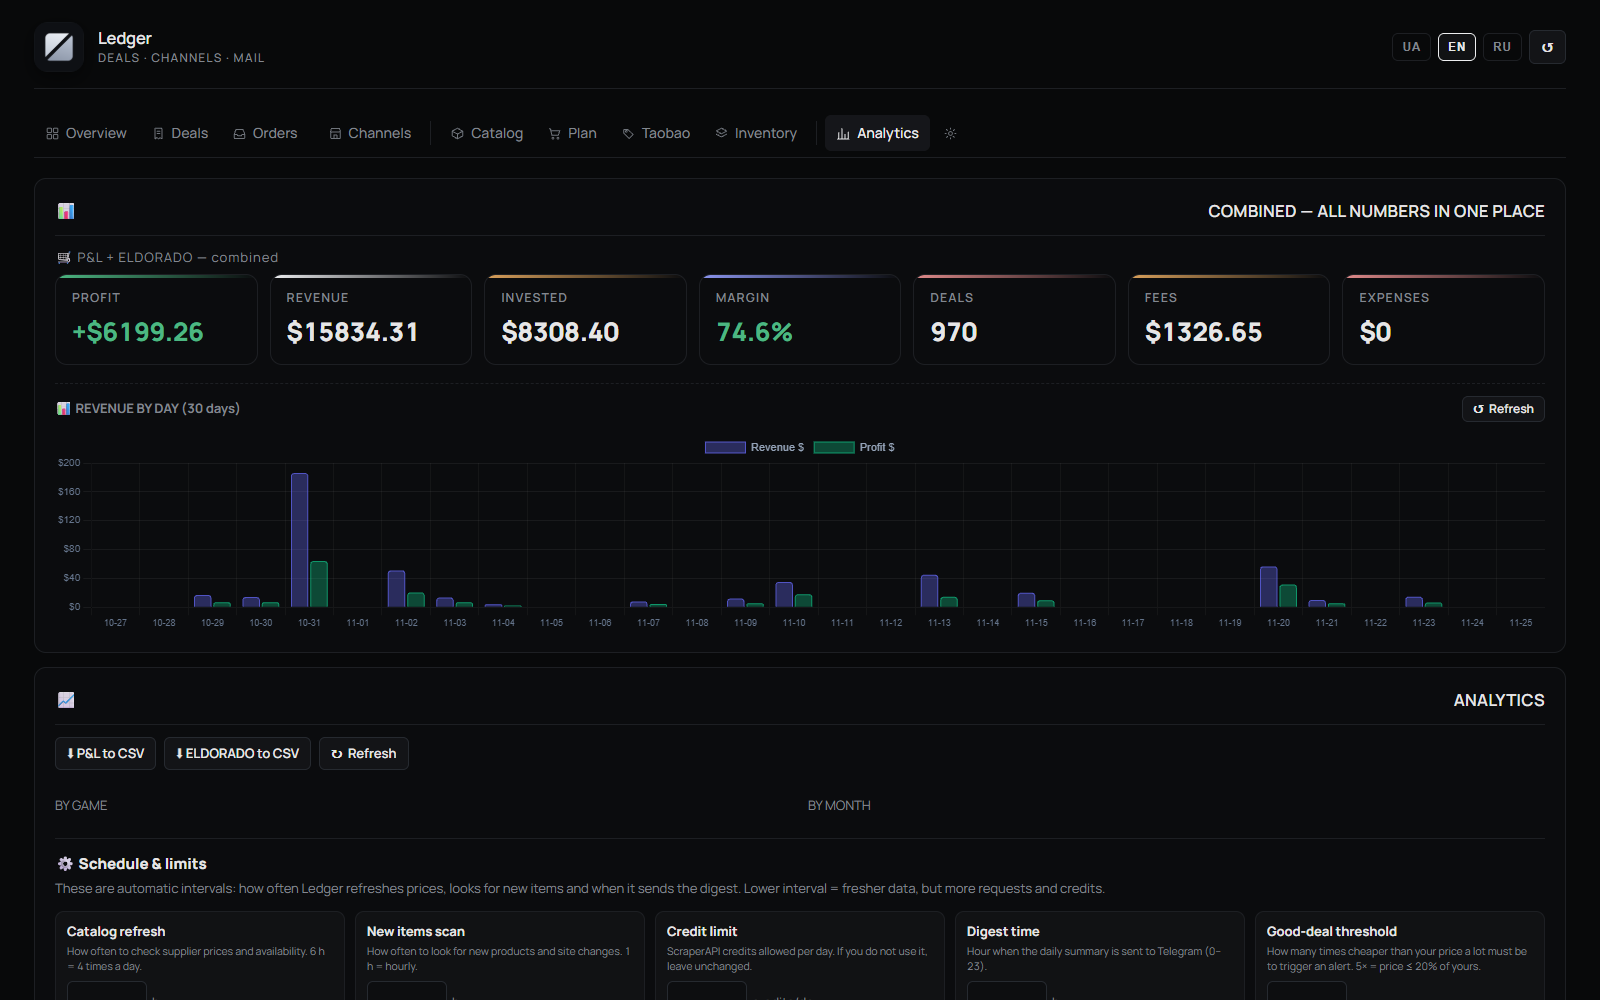 Ledger
DEALS · CHANNELS · MAIL
UA EN RU ↺
Overview Deals Orders Channels Catalog Plan Taobao Inventory Analytics
COMBINED — ALL NUMBERS IN ONE PLACE
P&L + ELDORADO — combined
PROFIT REVENUE INVESTED MARGIN DEALS FEES EXPENSES
+$6199.26 $15834.31 $8308.40 74.6% 970 $1326.65 $0
REVENUE BY DAY (30 days)
↺ Refresh
Revenue $ Profit $
$200
$160
$120
$80
$40
$0
10-27 10-28 10-29 10-30 10-31 11-01 11-02 11-03 11-04 11-05 11-06 11-07 11-08 11-09 11-10 11-11 11-12 11-13 11-14 11-15 11-16 11-17 11-18 11-19 11-20 11-21 11-22 11-23 11-24 11-25
ANALYTICS
⬇ P&L to CSV ⬇ ELDORADO to CSV ↻ Refresh
BY GAME BY MONTH
Schedule & limits
These are automatic intervals: how often Ledger refreshes prices, looks for new items and when it sends the digest. Lower interval = fresher data, but more requests and credits.
Catalog refresh
How often to check supplier prices and availability. 6 h
= 4 times a day.
New items scan
How often to look for new products and site changes. 1
h = hourly.
Credit limit
ScraperAPI credits allowed per day. If you do not use it,
leave unchanged.
Digest time
Hour when the daily summary is sent to Telegram (0–
23).
Good-deal threshold
How many times cheaper than your price a lot must be
to trigger an alert. 5× = price ≤ 20% of yours.